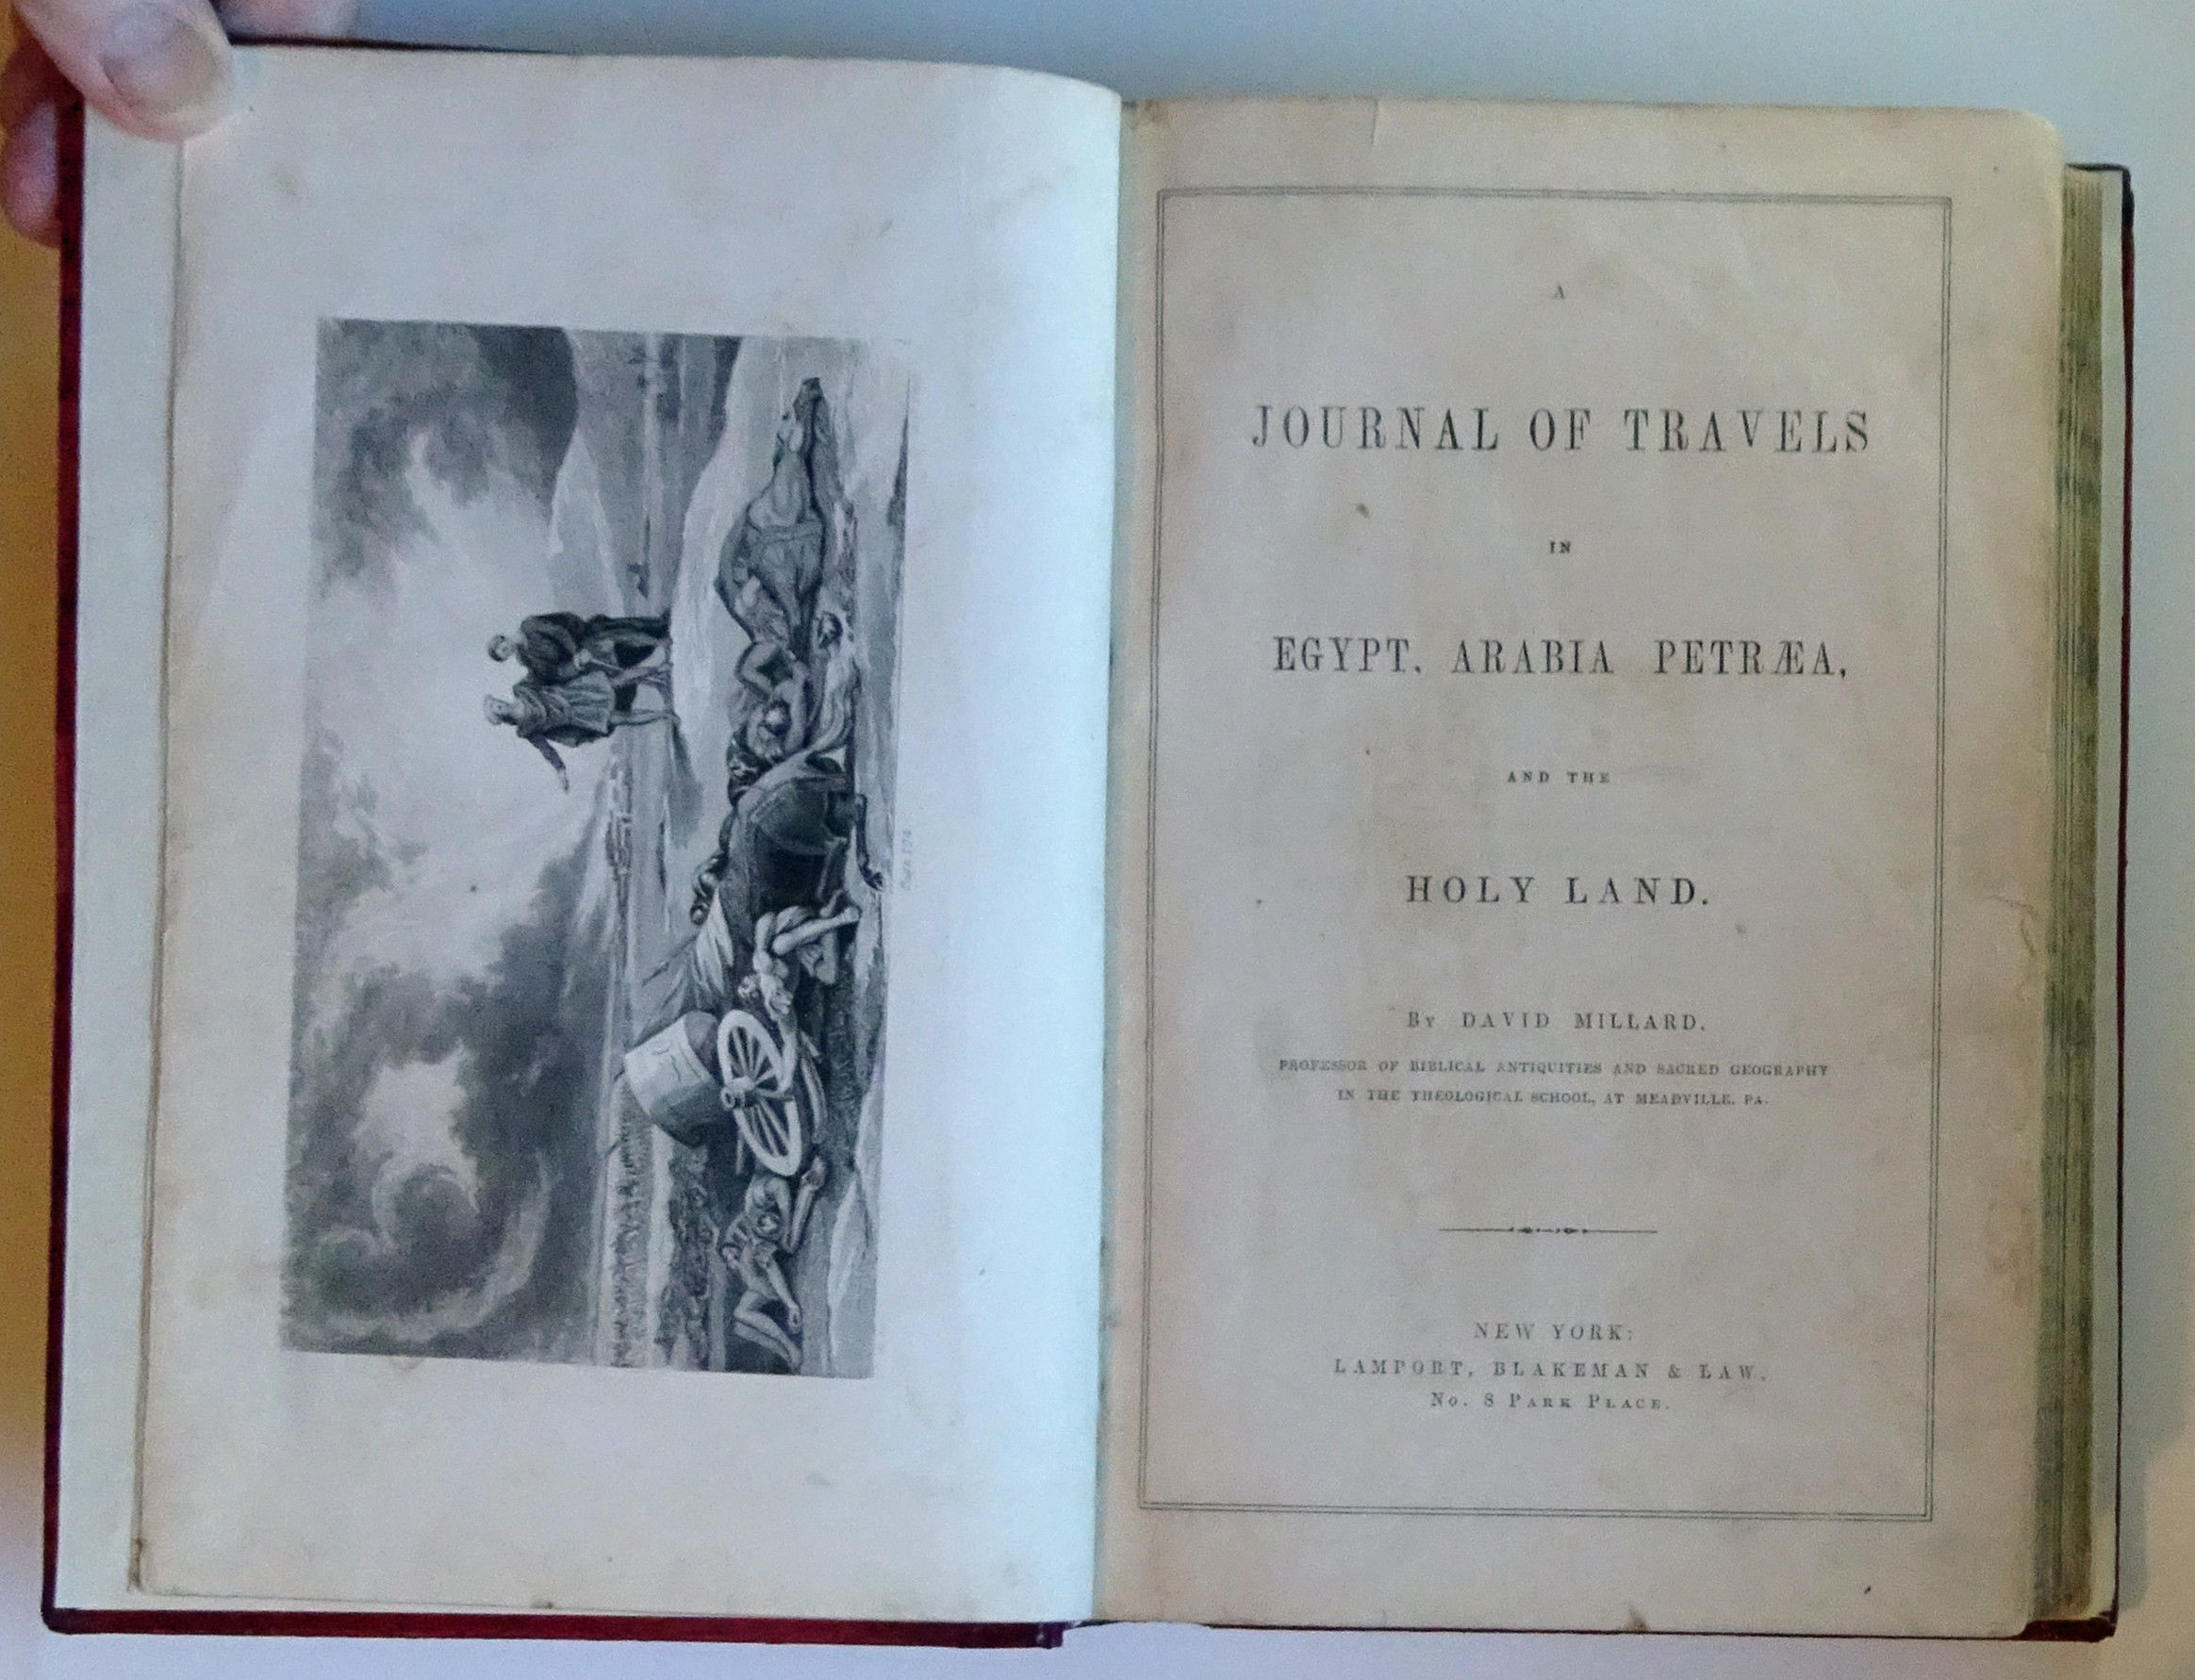 A
JOURNAL OF TRAVELS
IN
EGYPT, ARABIA PETRÆA,
AND THE
HOLY LAND.
BY DAVID MILLARD,
PROFESSOR OF BIBLICAL ANTIQUITIES AND SACRED GEOGRAPHY
IN THE THEOLOGICAL SCHOOL, AT MEADVILLE, PA.
NEW YORK:
LAMPORT, BLAKEMAN & LAW,
No. 8 PARK PLACE.